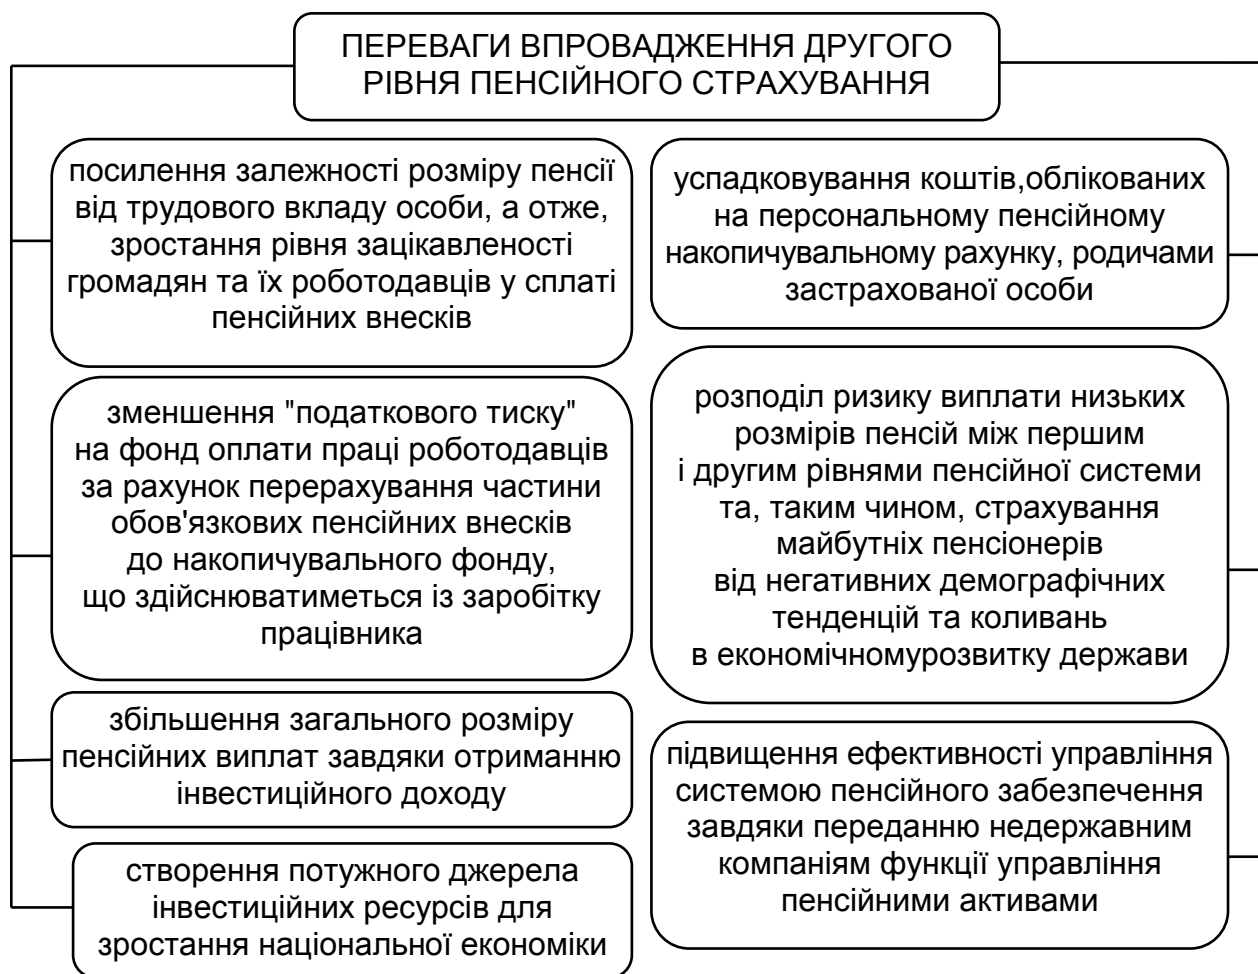 ПЕРЕВАГИ ВПРОВАДЖЕННЯ ДРУГОГО
РІВНЯ ПЕНСІЙНОГО СТРАХУВАННЯ
посилення залежності розміру пенсії
від трудового вкладу особи, а отже,
зростання рівня зацікавленості
громадян та їх роботодавців у сплаті
пенсійних внесків
зменшення "податкового тиску"
на фонд оплати праці роботодавців
за рахунок перерахування частини
обов'язкових пенсійних внесків
до накопичувального фонду,
що здійснюватиметься із заробітку
працівника
збільшення загального розміру
пенсійних виплат завдяки отриманню
інвестиційного доходу
створення потужного джерела
інвестиційних ресурсів для
зростання національної економіки
успадковування коштів,облікованих
на персональному пенсійному
накопичувальному рахунку, родичами
застрахованої особи
розподіл ризику виплати низьких
розмірів пенсій між першим
і другим рівнями пенсійної системи
та, таким чином, страхування
майбутніх пенсіонерів
від негативних демографічних
тенденцій та коливань
в економічномурозвитку держави
підвищення ефективності управління
системою пенсійного забезпечення
завдяки переданню недержавним
компаніям функції управління
пенсійними активами